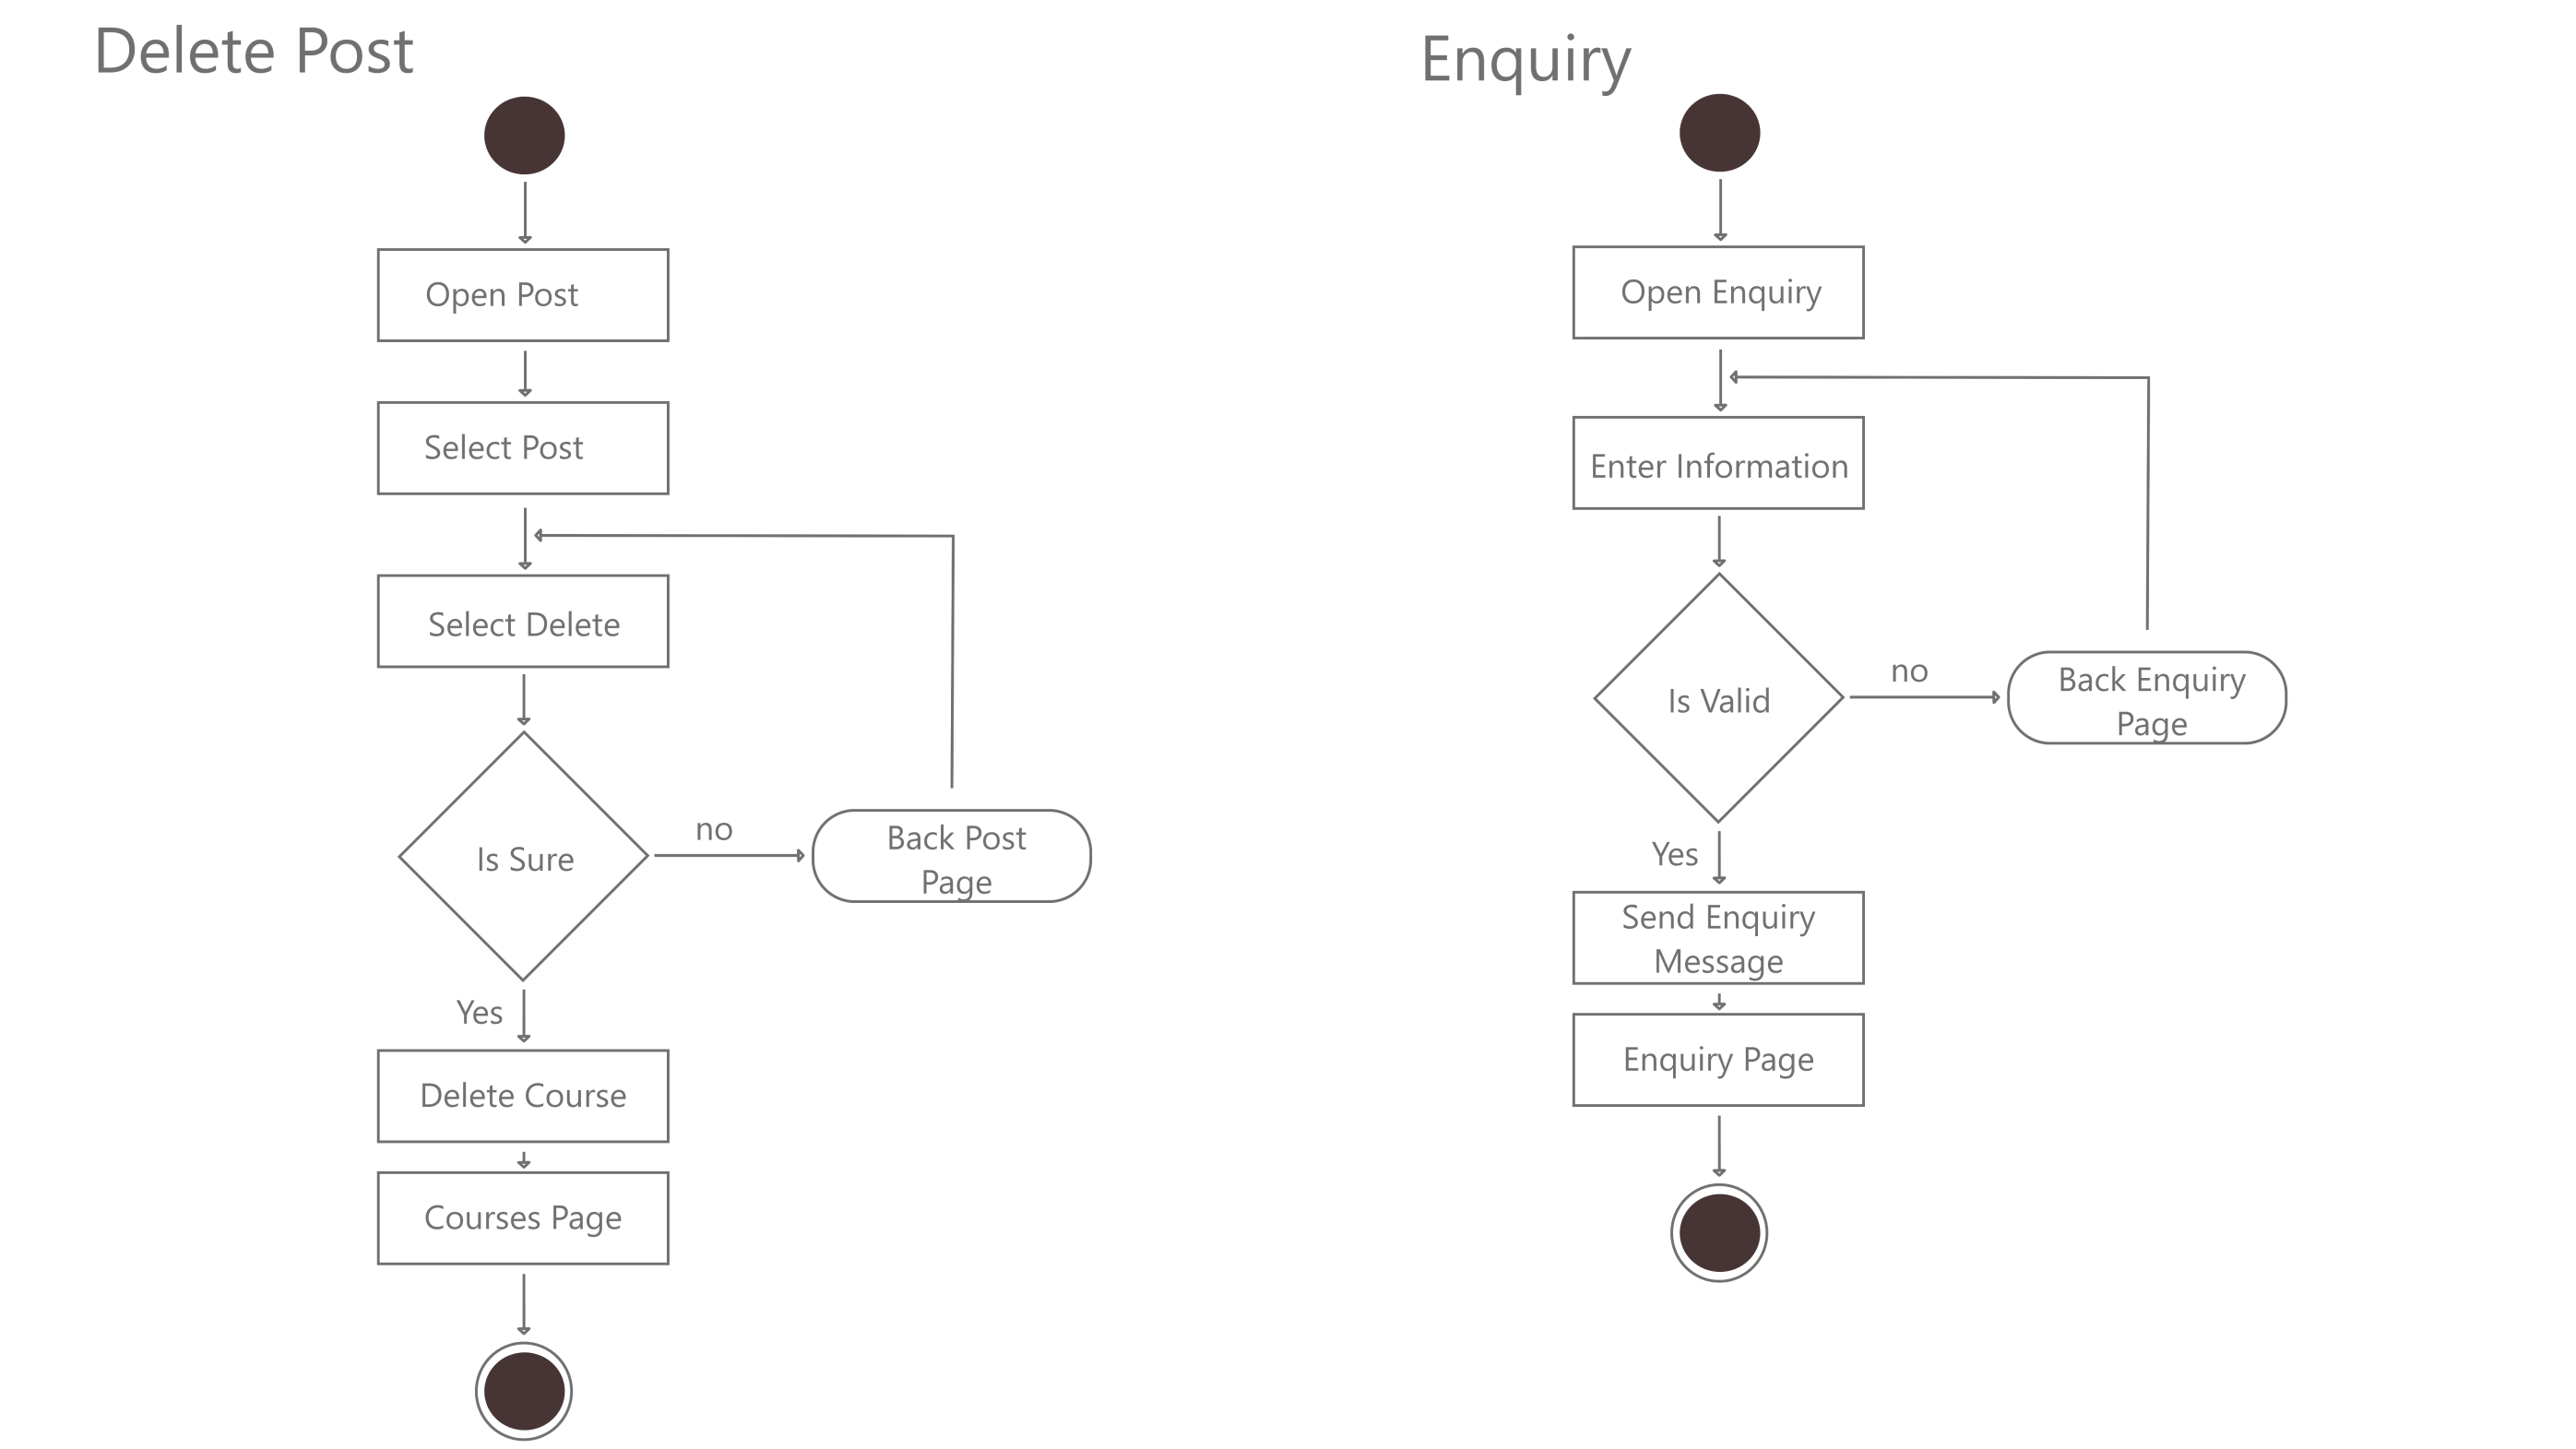 Delete Post
Open Post
Select Post
Select Delete
Is Sure
no
Back Post
Page
Yes
Delete Course
Courses Page
Enquiry
Open Enquiry
Enter Information
Is Valid
no
Back Enquiry
Page
Yes
Send Enquiry
Message
Enquiry Page